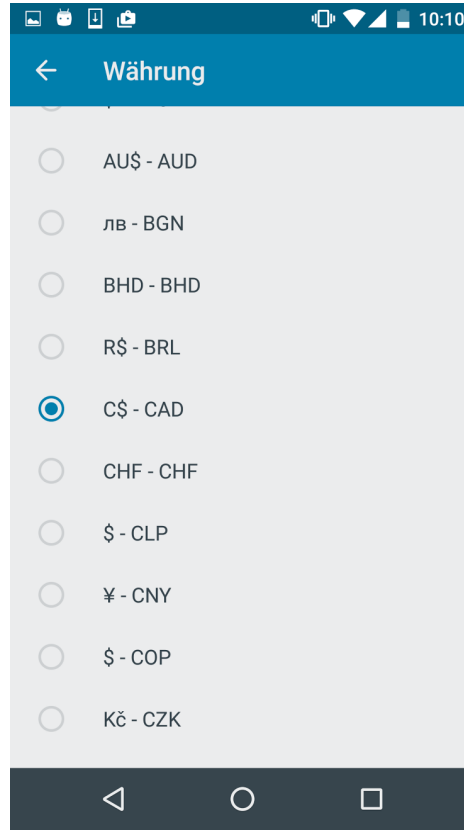 10:10
Währung
AU$ - AUD
лв - BGN
BHD - BHD
R$ - BRL
C$ - CAD
CHF - CHF
$ - CLP
¥ - CNY
$ - COP
Kč - CZK